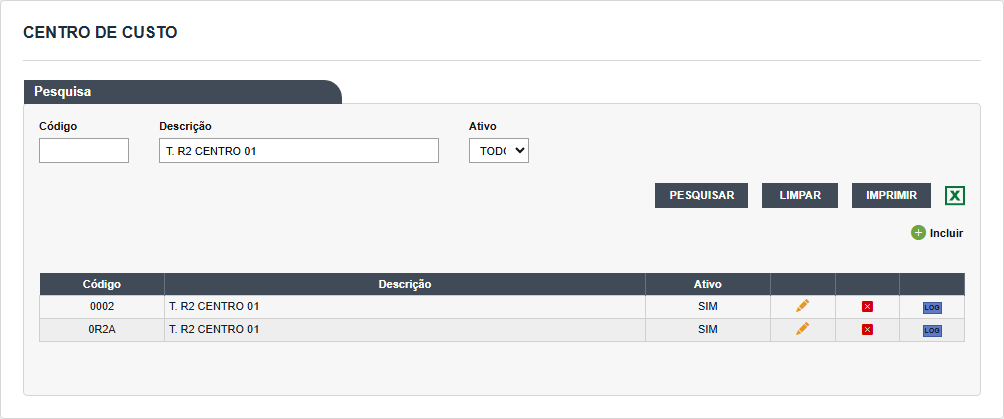 CENTRO DE CUSTO
Pesquisa
Código Descrição Ativo
T. R2 CENTRO 01 TODO
PESQUISAR LIMPAR IMPRIMIR X
+ Incluir
Código Descrição Ativo
0002 T. R2 CENTRO 01 SIM LOG
0R2A T. R2 CENTRO 01 SIM LOG